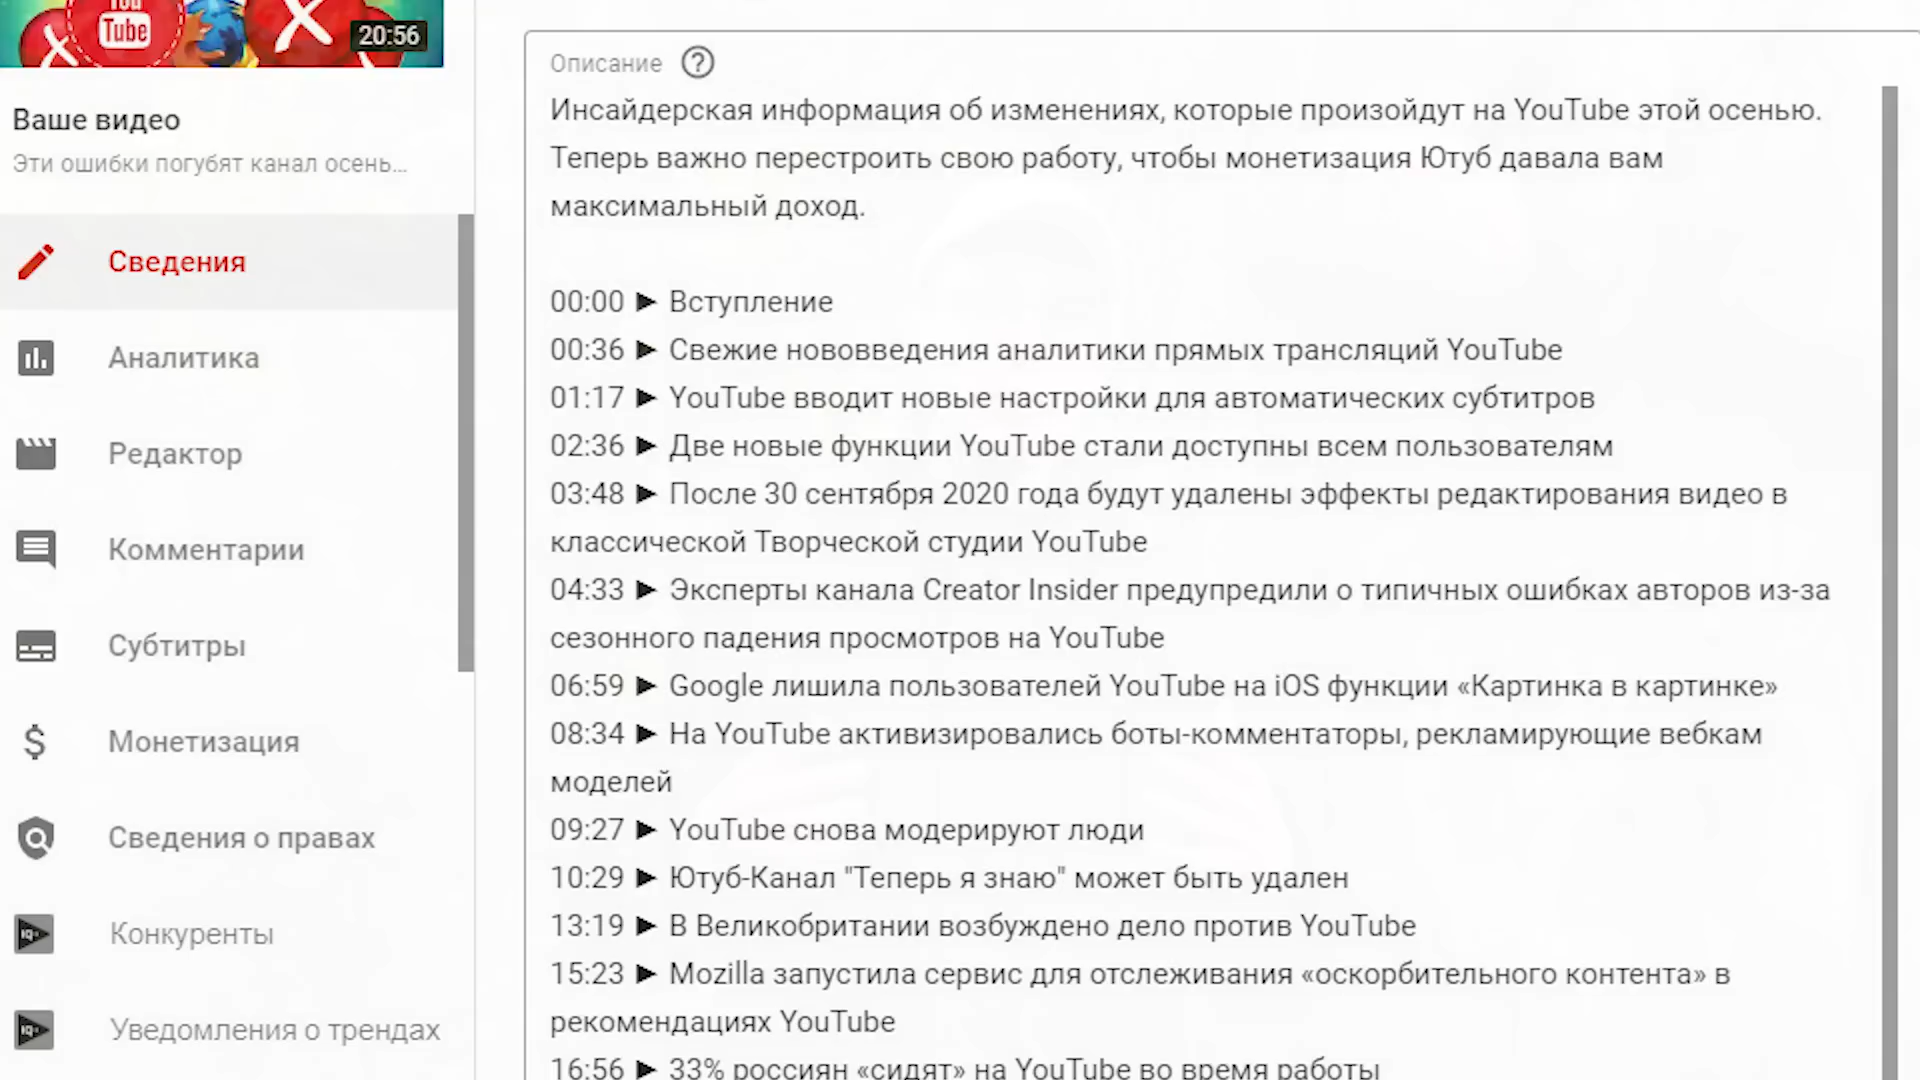 You
Tube
20:56
Ваше видео
Эти ошибки погубят канал осень...
Сведения
Аналитика
Редактор
Комментарии
Субтитры
Монетизация
Сведения о правах
Конкуренты
Уведомления о трендах
Описание ?
Инсайдерская информация об изменениях, которые произойдут на YouTube этой осенью.
Теперь важно перестроить свою работу, чтобы монетизация Ютуб давала вам
максимальный доход.
00:00 ► Вступление
00:36 ► Свежие нововведения аналитики прямых трансляций YouTube
01:17 ► YouTube вводит новые настройки для автоматических субтитров
02:36 ► Две новые функции YouTube стали доступны всем пользователям
03:48 ► После 30 сентября 2020 года будут удалены эффекты редактирования видео в
классической Творческой студии YouTube
04:33 ► Эксперты канала Creator Insider предупредили о типичных ошибках авторов из-за
сезонного падения просмотров на YouTube
06:59 ► Google лишила пользователей YouTube на iOS функции «Картинка в картинке»
08:34 ► На YouTube активизировались боты-комментаторы, рекламирующие вебкам
моделей
09:27 ► YouTube снова модерируют люди
10:29 ► Ютуб-Канал "Теперь я знаю" может быть удален
13:19 ► В Великобритании возбуждено дело против YouTube
15:23 ► Mozilla запустила сервис для отслеживания «оскорбительного контента» в
рекомендациях YouTube
16:56 ► 33% россиян «сидят» на YouTube во время работы